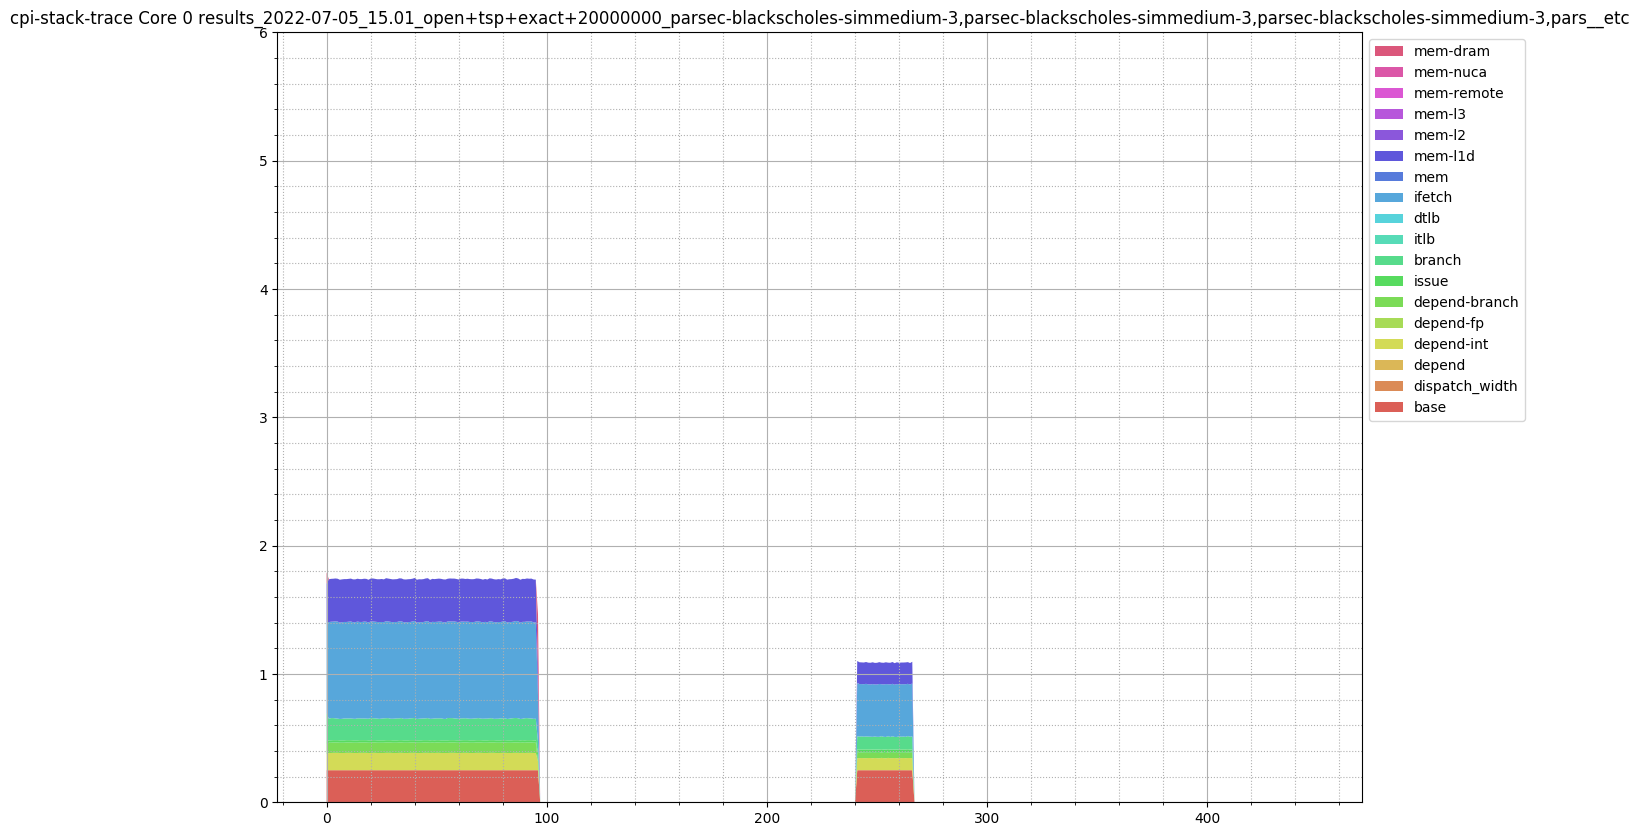 cpi-stack-trace Core 0 results_2022-07-05_15.01_open+tsp+exact+20000000_parsec-blackscholes-simmedium-3,parsec-blackscholes-simmedium-3,parsec-blackscholes-simmedium-3,pars__etc
6
5
4
3
2
1
0
0
100
200
300
400
mem-dram
mem-nuca
mem-remote
mem-l3
mem-l2
mem-l1d
mem
ifetch
dtlb
itlb
branch
issue
depend-branch
depend-fp
depend-int
depend
dispatch_width
base